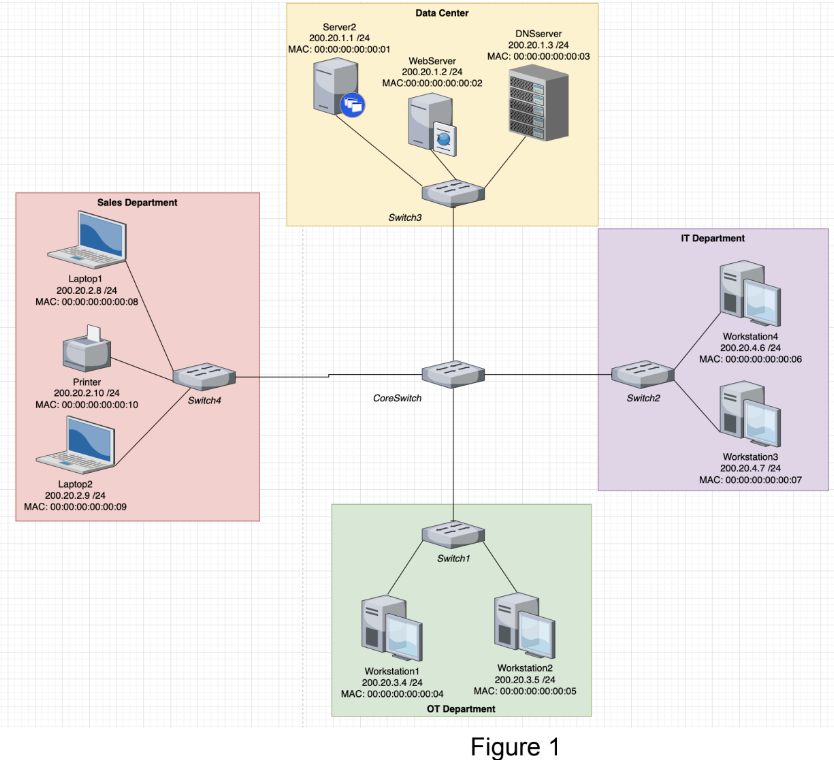 Data Center
Server2
200.20.1.1 /24
MAC: 00:00:00:00:00:01
WebServer
200.20.1.2 /24
MAC:00:00:00:00:00:02
DNSserver
200.20.1.3 /24
MAC: 00:00:00:00:00:03
Switch3
Sales Department
Laptop1
200.20.2.8 /24
MAC: 00:00:00:00:00:08
Printer
200.20.2.10 /24
MAC: 00:00:00:00:00:10
Laptop2
200.20.2.9 /24
MAC: 00:00:00:00:00:09
Switch4
CoreSwitch
IT Department
Workstation4
200.20.4.6 /24
MAC: 00:00:00:00:00:06
Switch2
Workstation3
200.20.4.7 /24
MAC: 00:00:00:00:00:07
Switch1
Workstation1
200.20.3.4 /24
MAC: 00:00:00:00:00:04
Workstation2
200.20.3.5 /24
MAC: 00:00:00:00:00:05
OT Department
Figure 1